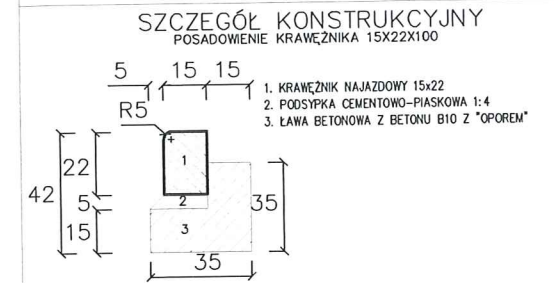 SZCZEGÓŁ KONSTRUKCYJNY
POSADOWIENIE KRAWĘŻNIKA 15X22X100
5 15 15
1. KRAWĘŻNIK NAJAZDOWY 15x22
2. PODSYPKA CEMENTOWO-PIASKOWA 1:4
3. ŁAWA BETONOWA Z BETONU B10 Z "OPOREM"
R5
1
22
42
5
2
35
15
3
35